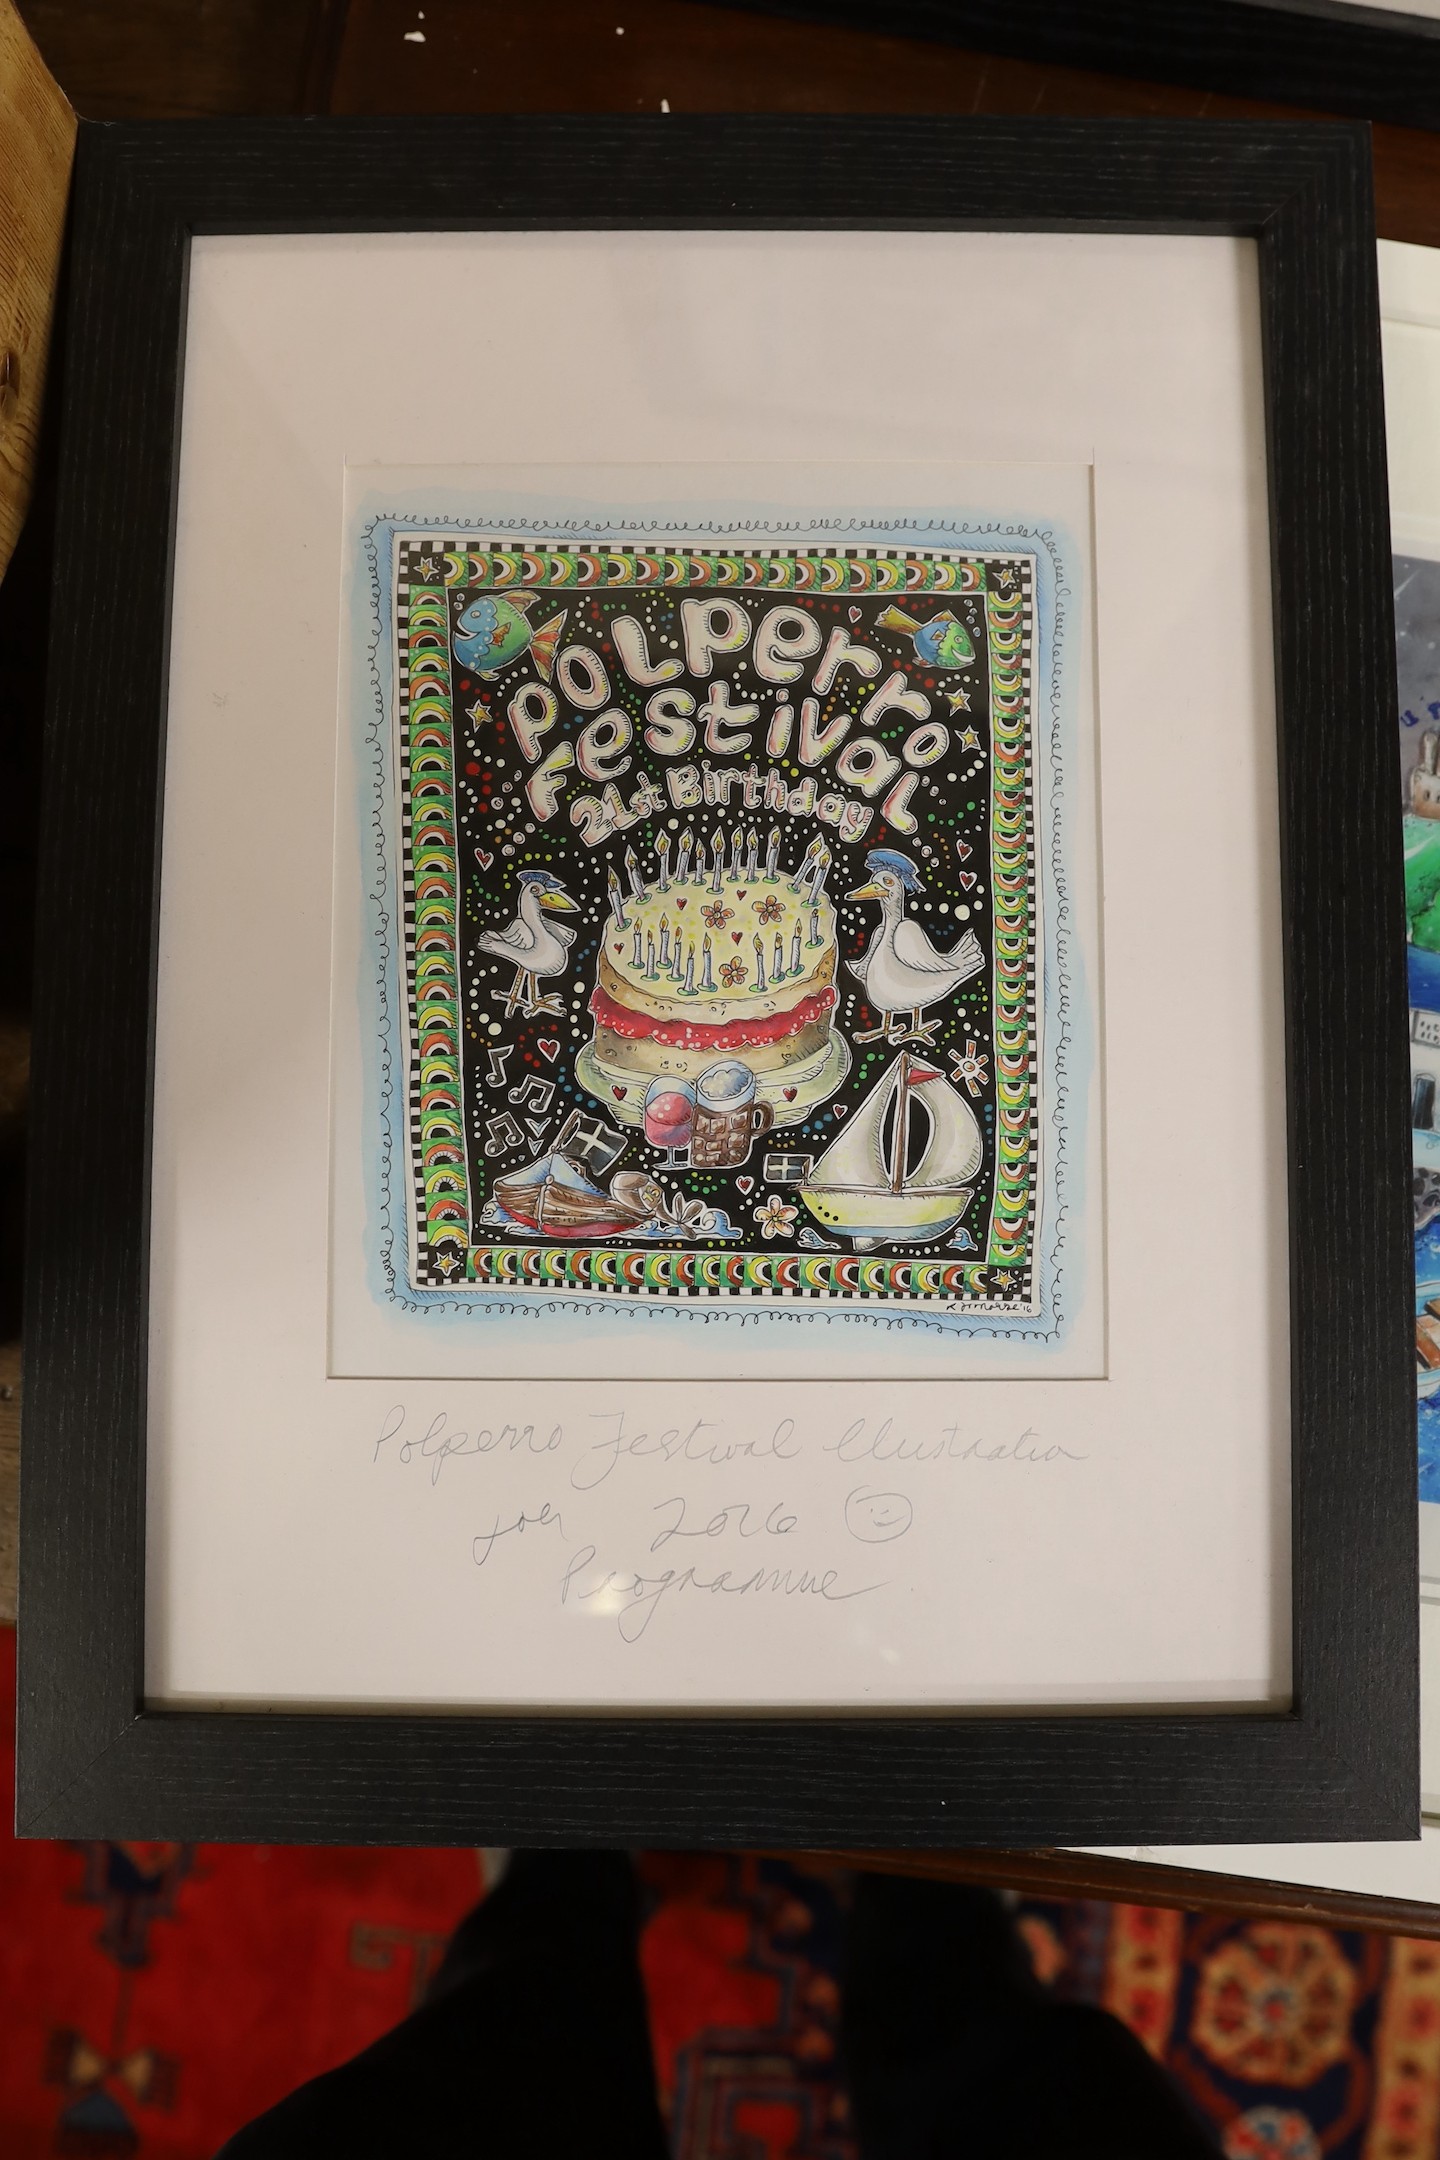 PoLperro
Festival
21st Birthday
Polperro Festival Illustration
for 2016
Programme